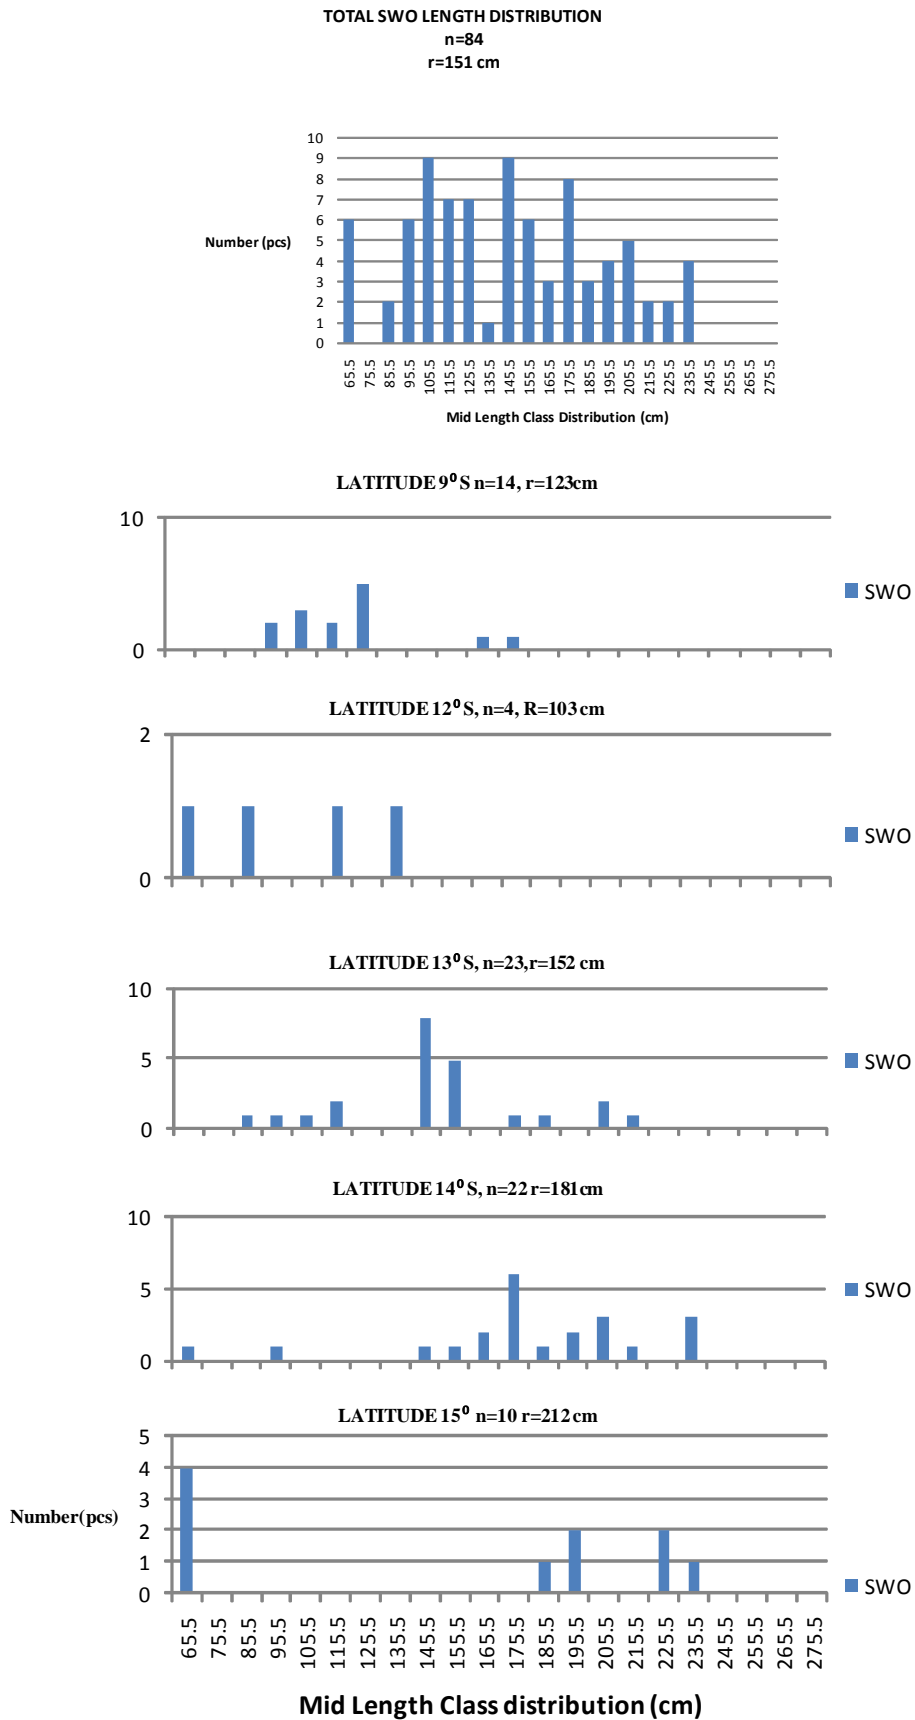 TOTAL SWO LENGTH DISTRIBUTION
n=84
r=151 cm
10
9
8
7
6
5
4
3
2
1
0
Number (pcs)
65.5 75.5 85.5 95.5 105.5 115.5 125.5 135.5 145.5 155.5 165.5 175.5 185.5 195.5 205.5 215.5 225.5 235.5 245.5 255.5 265.5 275.5
Mid Length Class Distribution (cm)
LATITUDE 9⁰ S n=14, r=123cm
10
0
SWO
LATITUDE 12⁰ S, n=4, R=103 cm
2
0
SWO
LATITUDE 13⁰ S, n=23,r=152 cm
10
5
0
SWO
LATITUDE 14⁰ S, n=22 r=181cm
10
5
0
SWO
LATITUDE 15⁰ n=10 r=212 cm
5
4
3
2
1
0
Number(pcs)
SWO
65.5 75.5 85.5 95.5 105.5 115.5 125.5 135.5 145.5 155.5 165.5 175.5 185.5 195.5 205.5 215.5 225.5 235.5 245.5 255.5 265.5 275.5
Mid Length Class distribution (cm)